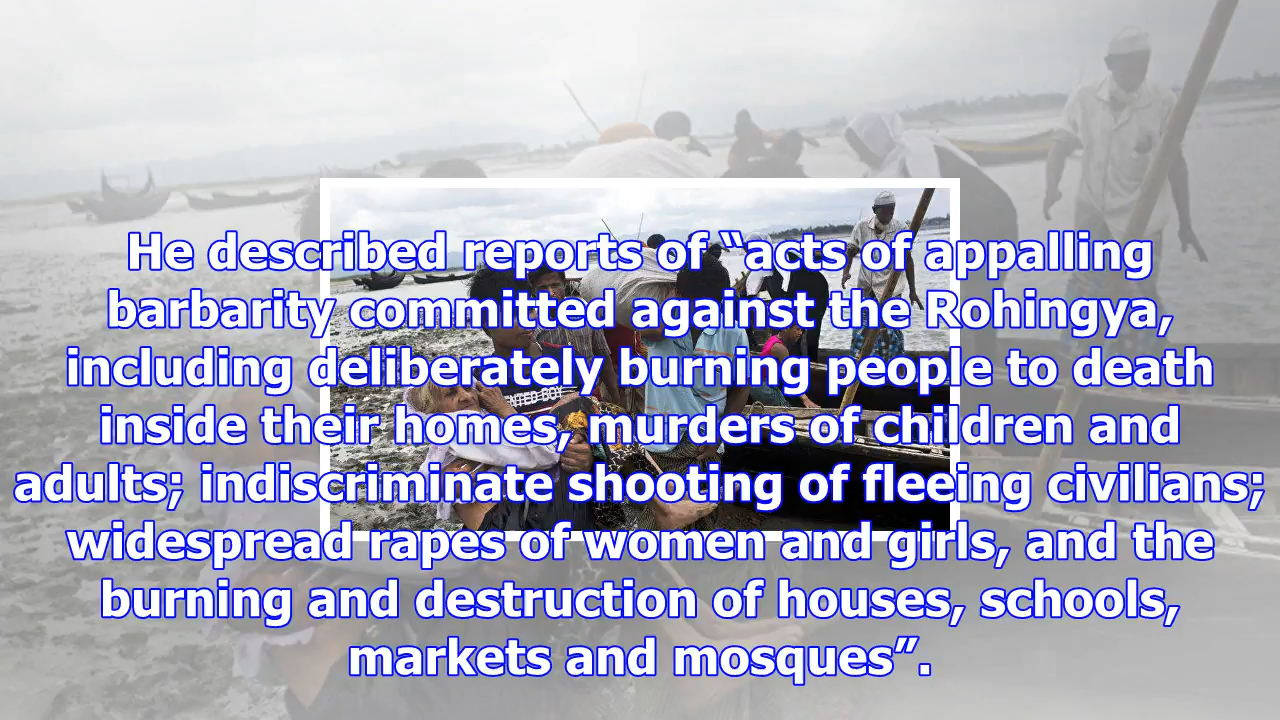 He described reports of “acts of appalling
barbarity committed against the Rohingya,
including deliberately burning people to death
inside their homes, murders of children and
adults; indiscriminate shooting of fleeing civilians;
widespread rapes of women and girls, and the
burning and destruction of houses, schools,
markets and mosques”.